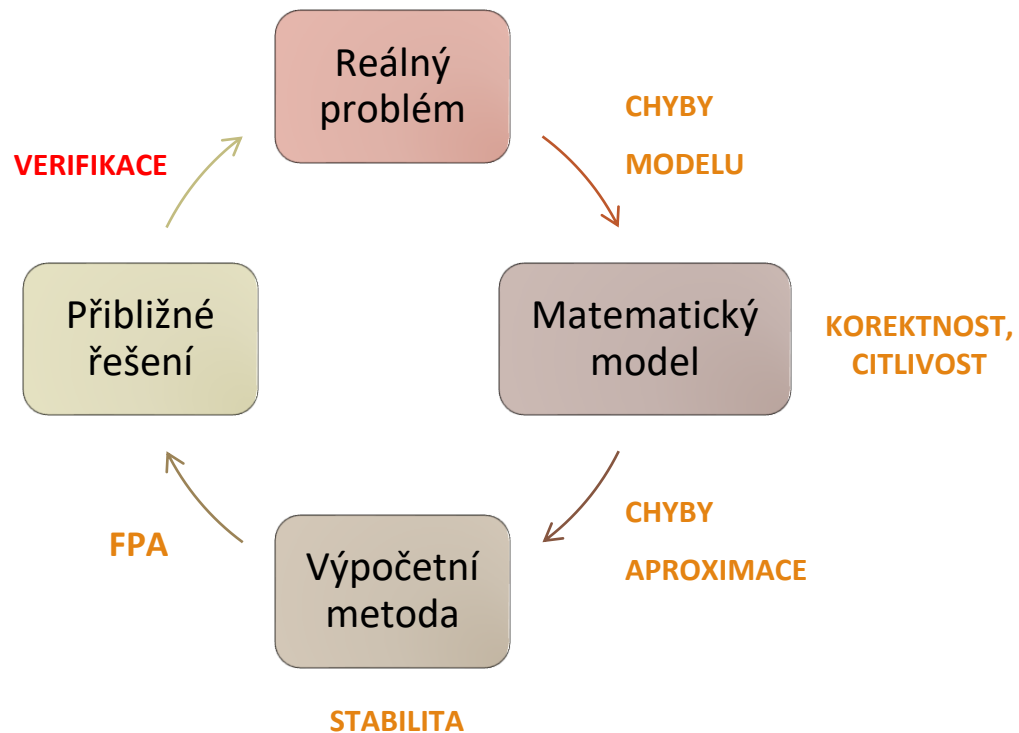 Reálný
problém
CHYBY
MODELU
VERIFIKACE
Přibližné
řešení
Matematický
model
KOREKTNOST,
CITLIVOST
CHYBY
APROXIMACE
FPA
Výpočetní
metoda
STABILITA